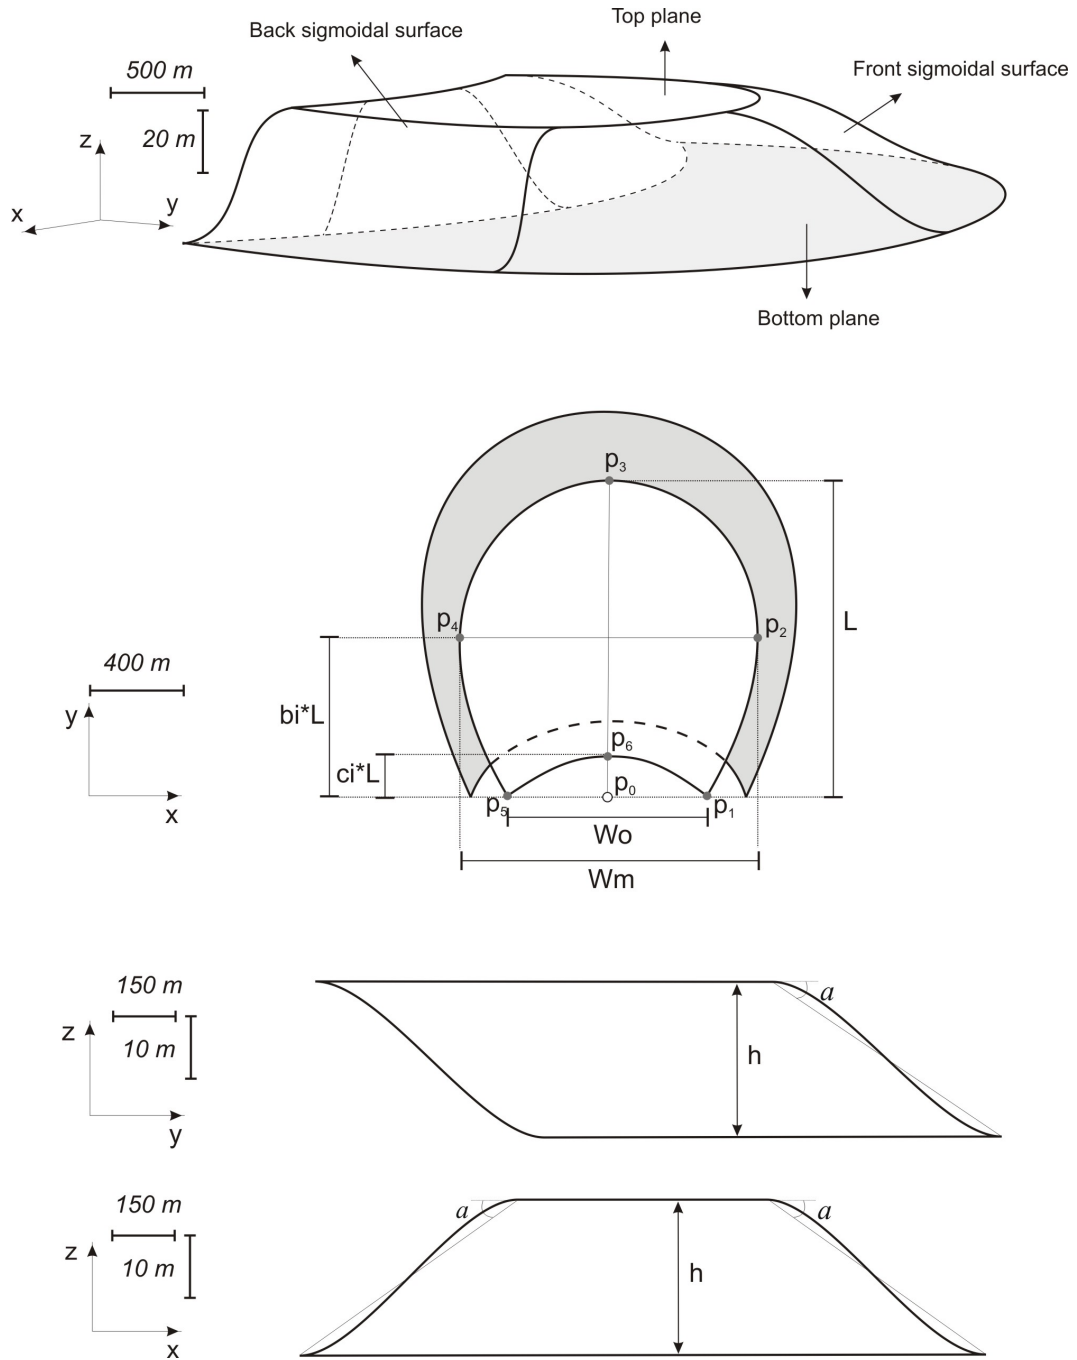 Top plane
Back sigmoidal surface
Front sigmoidal surface
500 m
20 m
z
x
y
Bottom plane
p3
p4
p2
L
400 m
y
bi*L
p6
ci*L
p0
p5
p1
x
Wo
Wm
150 m
a
z
10 m
h
y
150 m
a
a
z
10 m
h
x